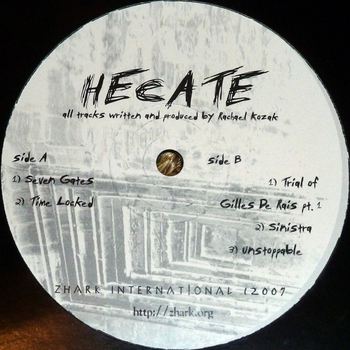 HECATE
all tracks written and produced by Rachael Kozak
side A
1) Seven Gates
2) Time Locked
side B
1) Trial of
Gilles De Rais pt. 1
2) Sinistra
3) unstoppable
ZHARK INTERNATIONAL (2007
http://zhark.org